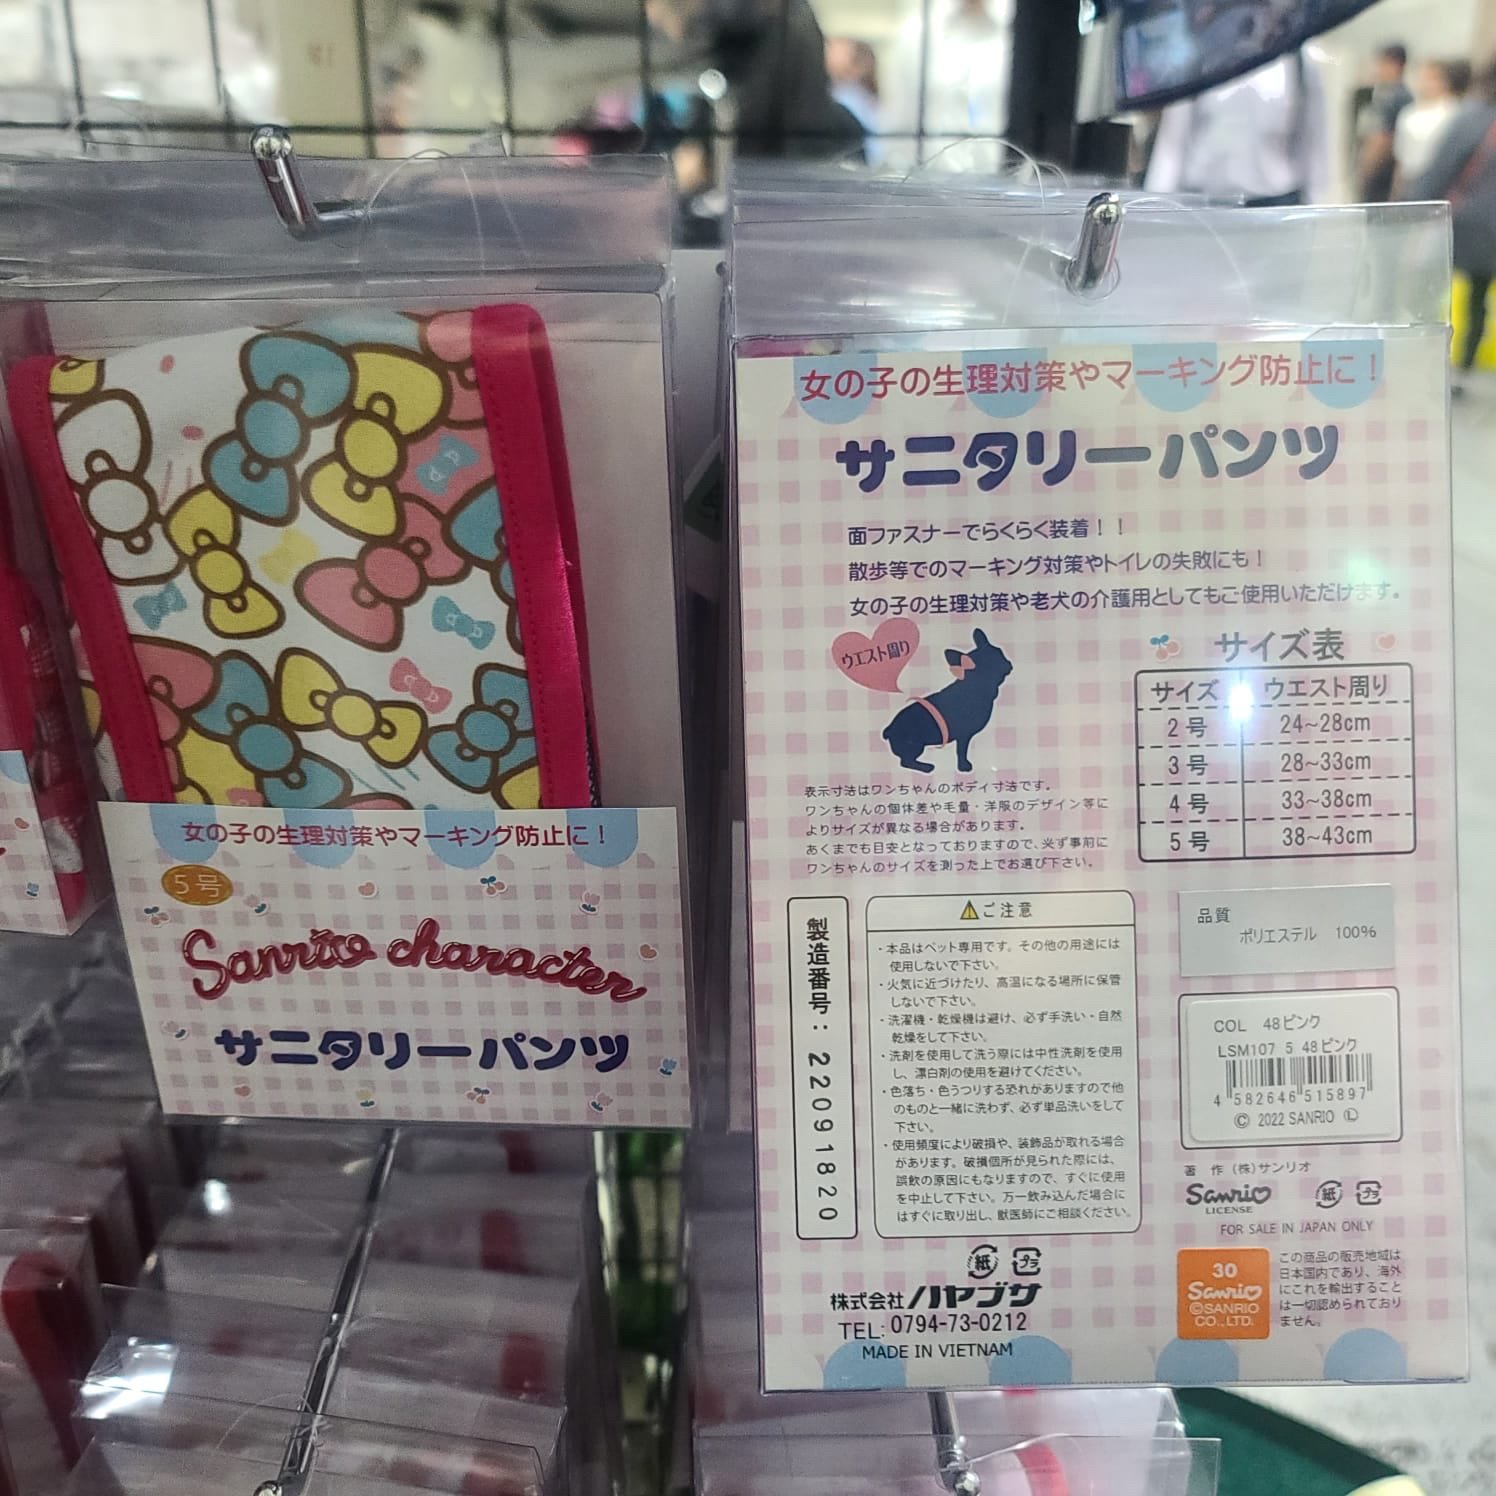 女の子の生理対策やマーキング防止に!
5号
Sanrio character
サニタリーパンツ
女の子の生理対策やマーキング防止に!
サニタリーパンツ
面ファスナーでらくらく装着!!
散歩等でのマーキング対策やトイレの失敗にも!
女の子の生理対策や老犬の介護用としてもご使用いただけます。
ウエスト周り
表示寸法はワンちゃんのボディ寸法です。
ワンちゃんの個体差や毛量・洋服のデザイン等に
よりサイズが異なる場合があります。
あくまでも目安となっておりますので、必ず事前に
ワンちゃんのサイズを測った上でお選び下さい。
サイズ表
サイズ ウエスト周り
2号 24~28cm
3号 28~33cm
4号 33~38cm
5号 38~43cm
製造番号:22091820
ご注意
・本品はペット専用です。その他の用途には
使用しないで下さい。
・火気に近づけたり、高温になる場所に保管
しないで下さい。
・洗濯機・乾燥機は避け、必ず手洗い・自然
乾燥をして下さい。
・洗剤を使用して洗う際には中性洗剤を使用
し、漂白剤の使用を避けてください。
・色落ち・色うつりする恐れがありますので他
のものと一緒に洗わず、必ず単品洗いをして
下さい。
・使用頻度により破損や、装飾品が取れる場合
があります。破損個所が見られた際には、
誤飲の原因にもなりますので、すぐに使用
を中止して下さい。万一飲み込んだ場合に
はすぐに取り出し、獣医師にご相談ください。
品質
ポリエステル 100%
COL 48ピンク
LSM107 5 48ピンク
4 582646 515897
© 2022 SANRIO Ⓛ
著作(株)サンリオ
Sanrio
LICENSE
紙 プラ
FOR SALE IN JAPAN ONLY
30
Sanrio
©SANRIO
CO.,LTD.
この商品の販売地域は
日本国内であり、海外
にこれを輸出すること
は一切認められており
ません。
紙 プラ
株式会社ハヤブサ
TEL: 0794-73-0212
MADE IN VIETNAM